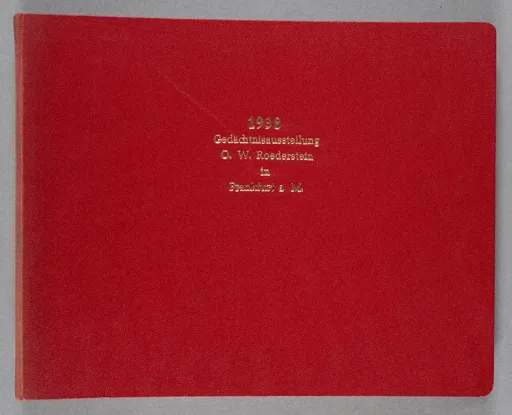 1938
Gedächtnisausstellung
O. W. Roederstein
in
Frankfurt a. M.